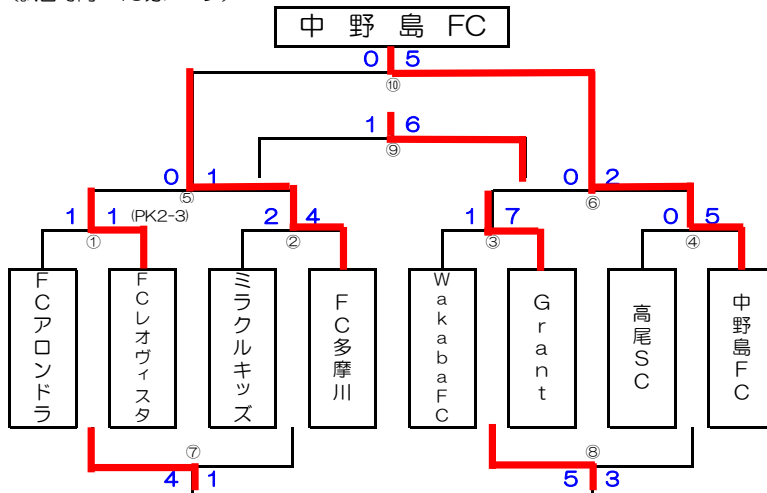 中 野 島 FC
0 5
⑩
1 6
⑨
0 1
⑤
0 2
⑥
1 1 (PK2-3)
①
2 4
②
1 7
③
0 5
④
FCアロンドラ
FCレオヴィスタ
ミラクルキッズ
FC多摩川
WakabaFC
Grant
高尾SC
中野島FC
⑦
4 1
⑧
5 3